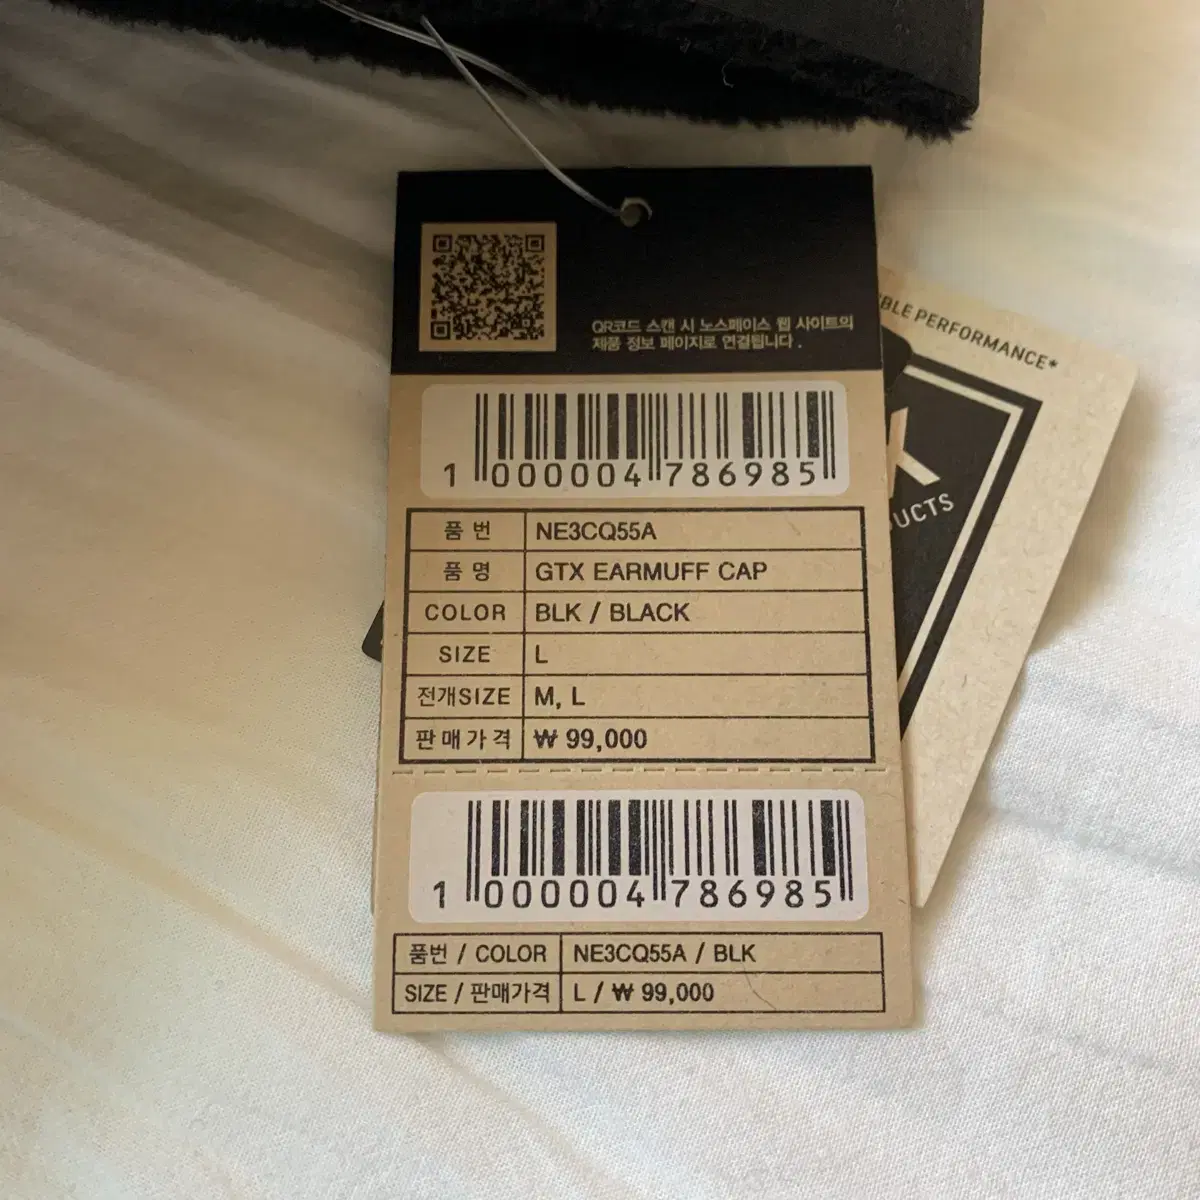 QR코드 스캔 시 노스페이스 웹 사이트의
제품 정보 페이지로 연결됩니다.
1 000004 786985
품번 NE3CQ55A
품명 GTX EARMUFF CAP
COLOR BLK / BLACK
SIZE L
전개SIZE M, L
판매가격 ₩ 99,000
1 000004 786985
품번 / COLOR NE3CQ55A / BLK
SIZE / 판매가격 L / ₩ 99,000
PERFORMANCE*